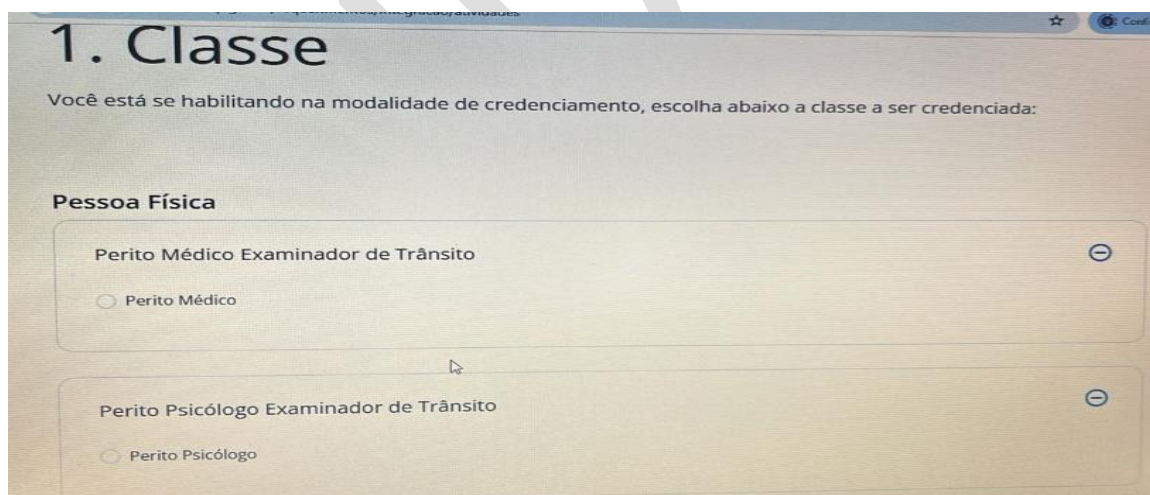 1. Classe
Você está se habilitando na modalidade de credenciamento, escolha abaixo a classe a ser credenciada:
Pessoa Física
Perito Médico Examinador de Trânsito
Perito Médico
Perito Psicólogo Examinador de Trânsito
Perito Psicólogo